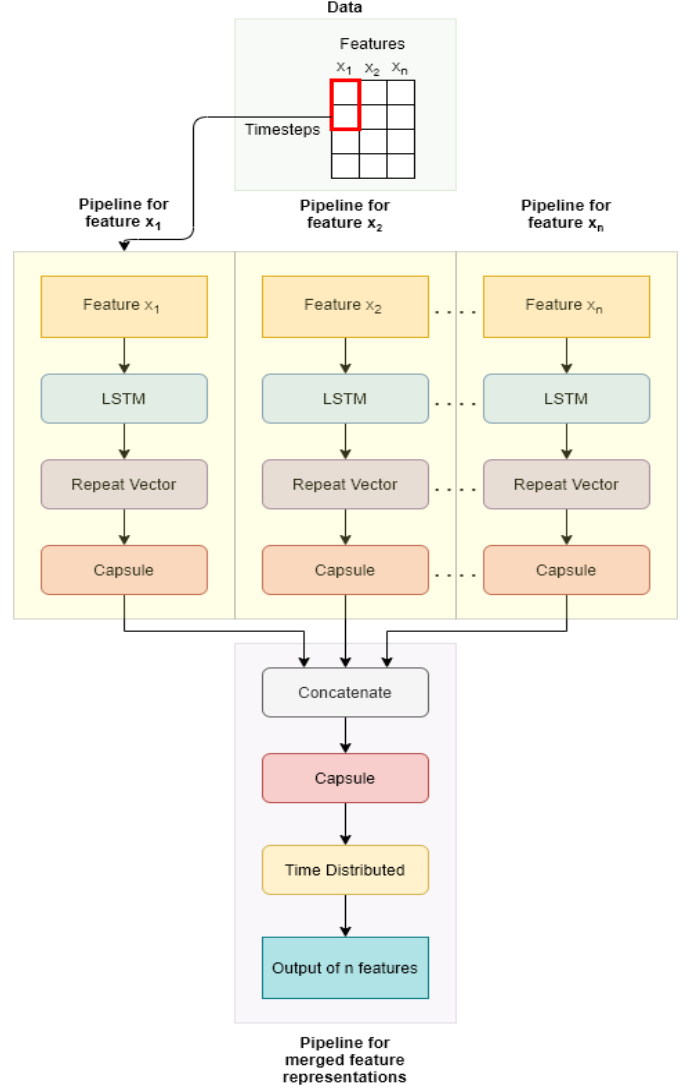 Data
Features
x₁ x₂ xₙ
Timesteps
Pipeline for
feature x₁
Pipeline for
feature x₂
Pipeline for
feature xₙ
Feature x₁
Feature x₂
. . . .
Feature xₙ
LSTM
LSTM
. . . .
LSTM
Repeat Vector
Repeat Vector
. . . .
Repeat Vector
Capsule
Capsule
. . . .
Capsule
Concatenate
Capsule
Time Distributed
Output of n features
Pipeline for
merged feature
representations